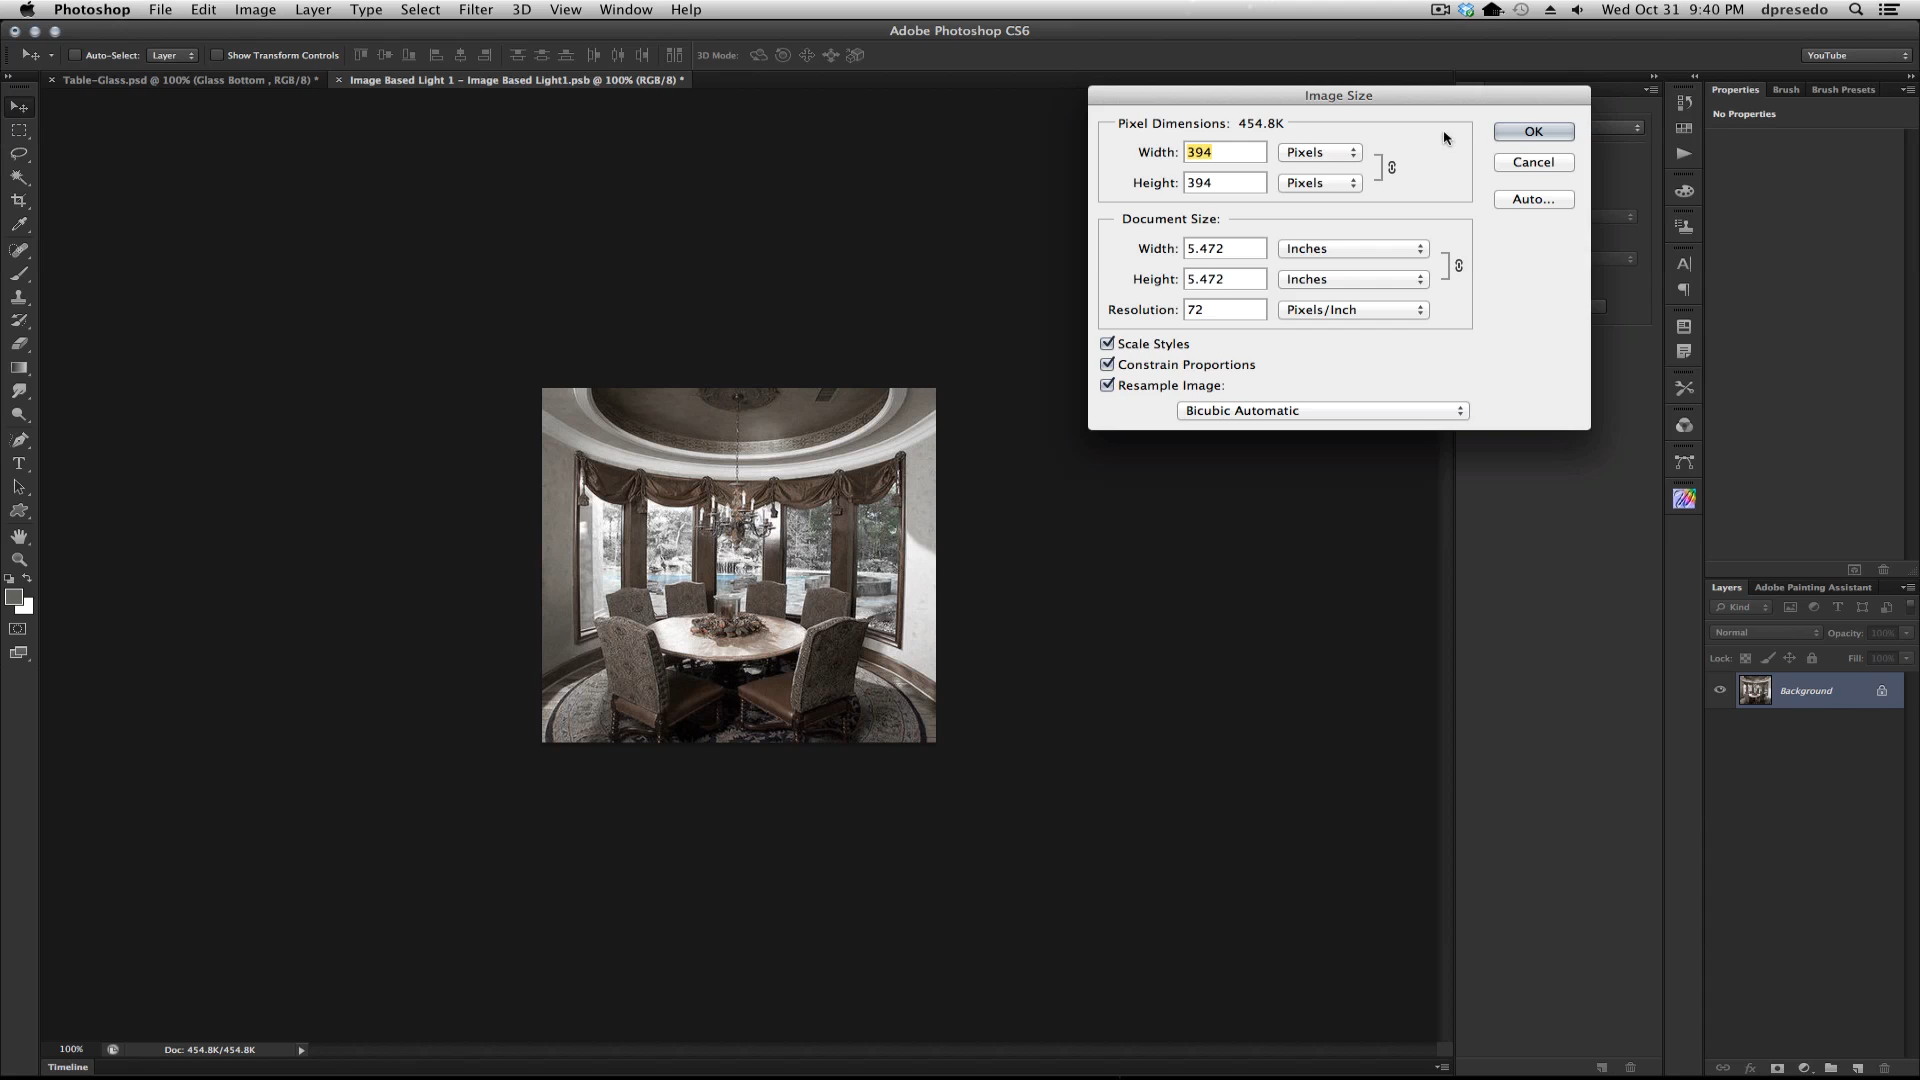 Photoshop File Edit Image Layer Type Select Filter 3D View Window Help Wed Oct 31 9:40 PM dpresedo
Adobe Photoshop CS6
Auto-Select: Layer Show Transform Controls 3D Mode: YouTube
Table-Glass.psd @ 100% (Glass Bottom , RGB/8) * Image Based Light 1 - Image Based Light1.psb @ 100% (RGB/8) *
Properties Brush Brush Presets
No Properties
Image Size
Pixel Dimensions: 454.8K
Width: 394 Pixels
Height: 394 Pixels
Document Size:
Width: 5.472 Inches
Height: 5.472 Inches
Resolution: 72 Pixels/Inch
Scale Styles
Constrain Proportions
Resample Image:
Bicubic Automatic
OK
Cancel
Auto...
Layers Adobe Painting Assistant
Kind
Normal Opacity: 100%
Lock: Fill: 100%
Background
100% Doc: 454.8K/454.8K
Timeline